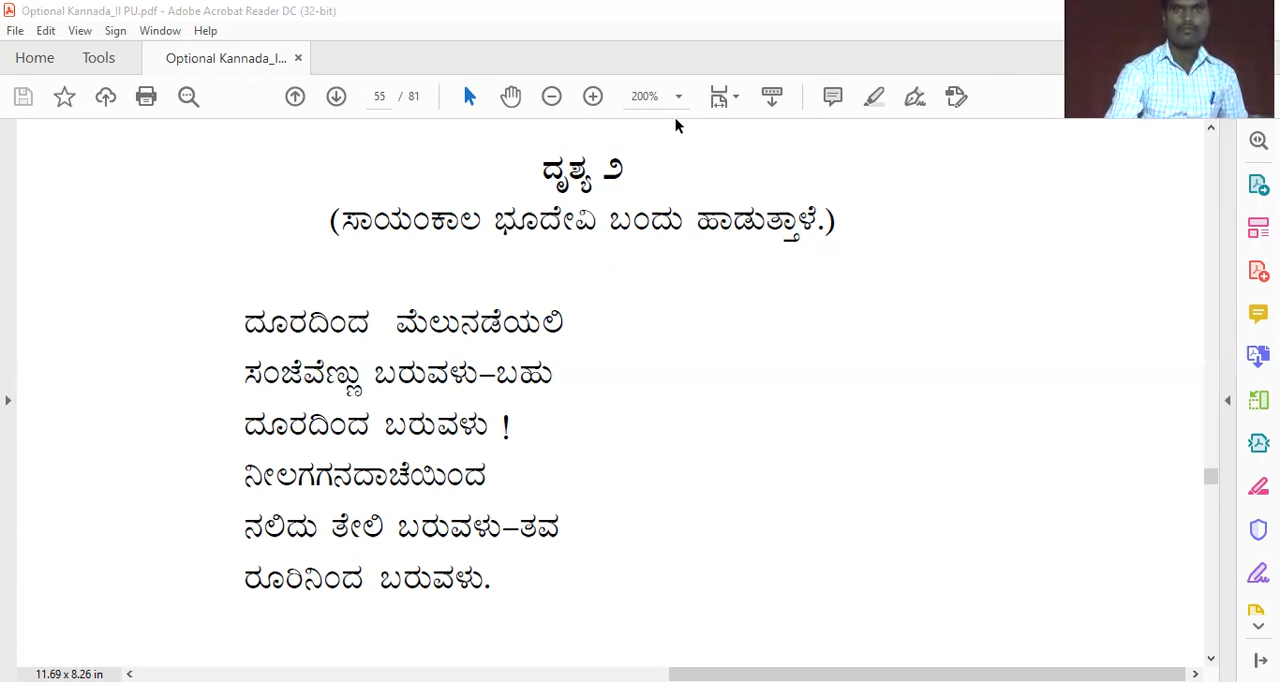 Optional Kannada_II PU.pdf - Adobe Acrobat Reader DC (32-bit)
File Edit View Sign Window Help
Home Tools Optional Kannada_I... ×
55 / 81 200%
ದೃಶ್ಯ ೨
(ಸಾಯಂಕಾಲ ಭೂದೇವಿ ಬಂದು ಹಾಡುತ್ತಾಳೆ.)
ದೂರದಿಂದ ಮೆಲುನಡೆಯಲಿ
ಸಂಜೆವೆಣ್ಣು ಬರುವಳು–ಬಹು
ದೂರದಿಂದ ಬರುವಳು !
ನೀಲಗಗನದಾಚೆಯಿಂದ
ನಲಿದು ತೇಲಿ ಬರುವಳು–ತವ
ರೂರಿನಿಂದ ಬರುವಳು.
11.69 x 8.26 in